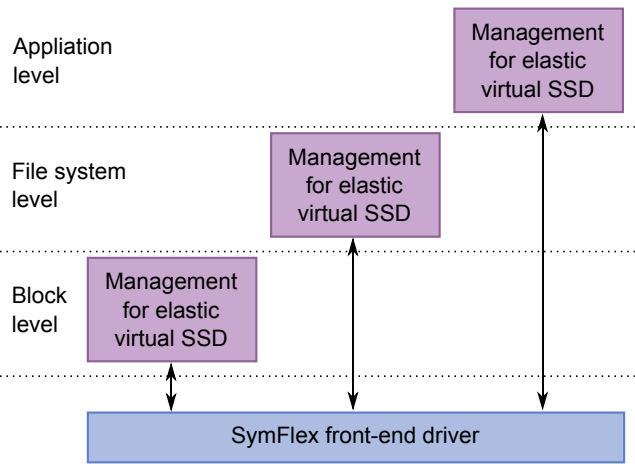 Appliation
level
Management
for elastic
virtual SSD
File system
level
Management
for elastic
virtual SSD
Block
level
Management
for elastic
virtual SSD
SymFlex front-end driver